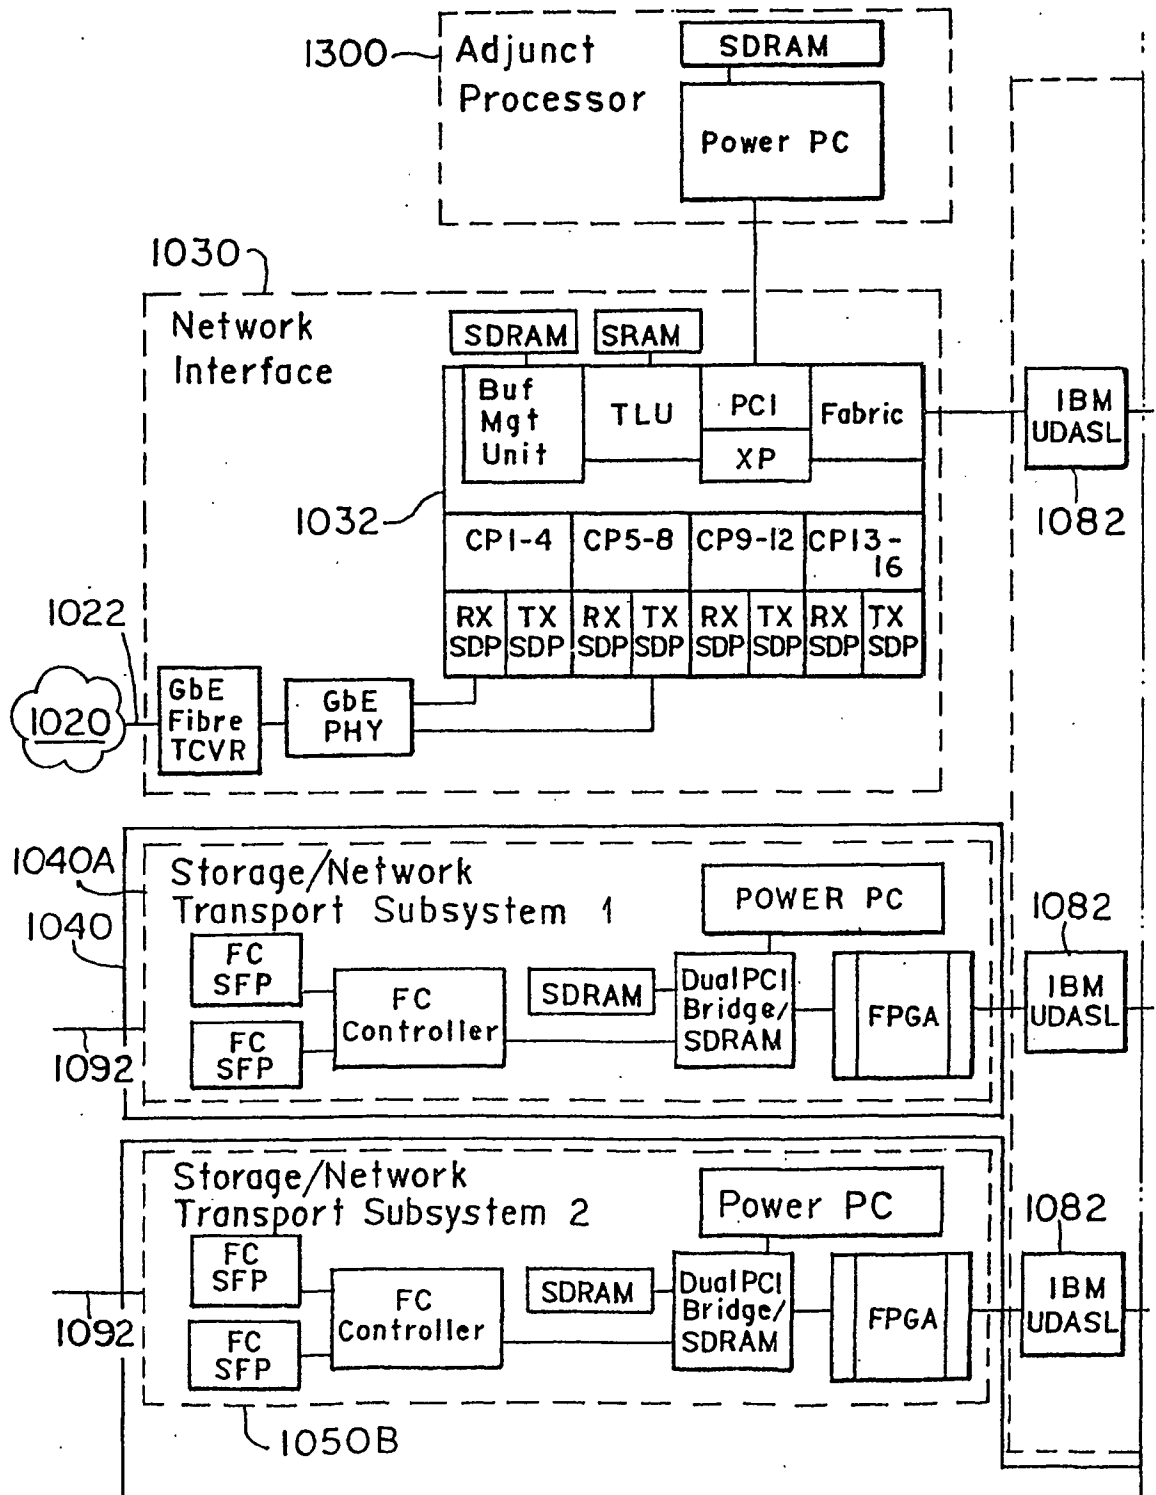 1300
Adjunct
Processor
SDRAM
Power PC
1030
Network
Interface
SDRAM
SRAM
Buf
Mgt
Unit
TLU
PCI
XP
Fabric
IBM
UDASL
1082
1032
CP1-4
CP5-8
CP9-12
CP13-
16
RX
SDP
TX
SDP
RX
SDP
TX
SDP
RX
SDP
TX
SDP
RX
SDP
TX
SDP
1022
1020
GbE
Fibre
TCVR
GbE
PHY
1040A
1040
Storage/Network
Transport Subsystem 1
POWER PC
FC
SFP
FC
SFP
FC
Controller
SDRAM
Dual PCI
Bridge/
SDRAM
FPGA
1082
IBM
UDASL
1092
Storage/Network
Transport Subsystem 2
Power PC
FC
SFP
FC
SFP
FC
Controller
SDRAM
Dual PCI
Bridge/
SDRAM
FPGA
1082
IBM
UDASL
1092
1050B